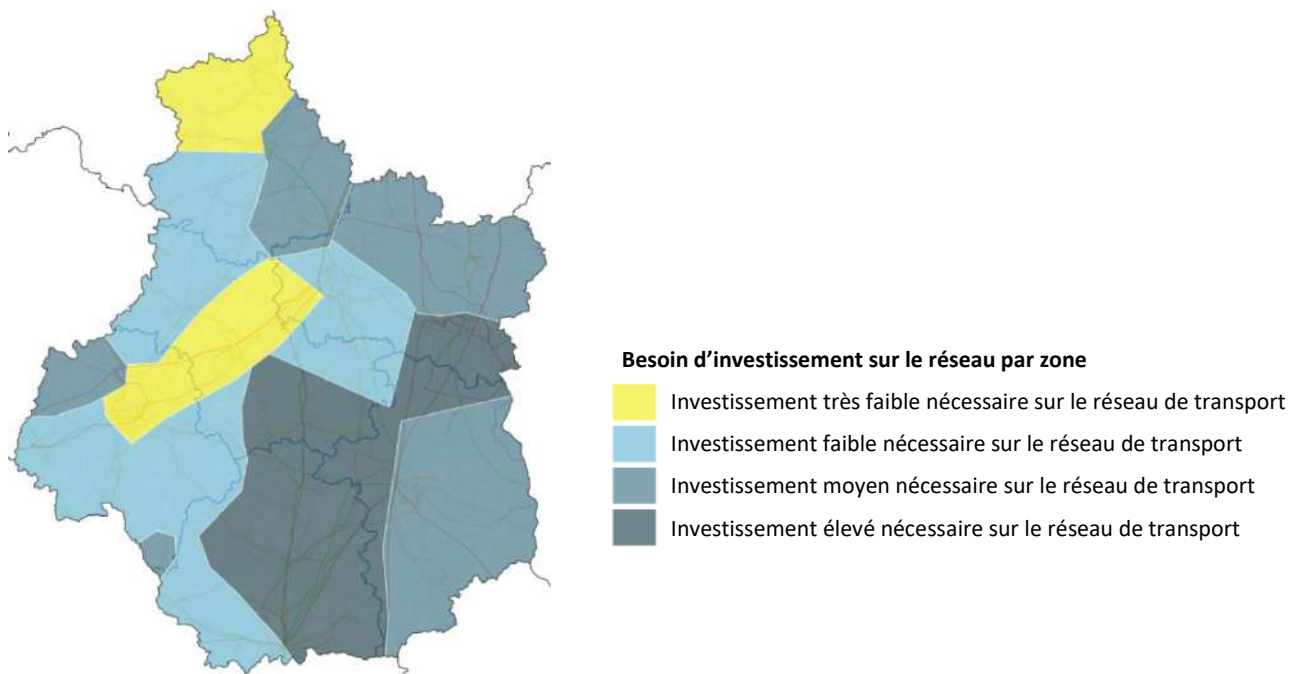 Besoin d'investissement sur le réseau par zone
Investissement très faible nécessaire sur le réseau de transport
Investissement faible nécessaire sur le réseau de transport
Investissement moyen nécessaire sur le réseau de transport
Investissement élevé nécessaire sur le réseau de transport